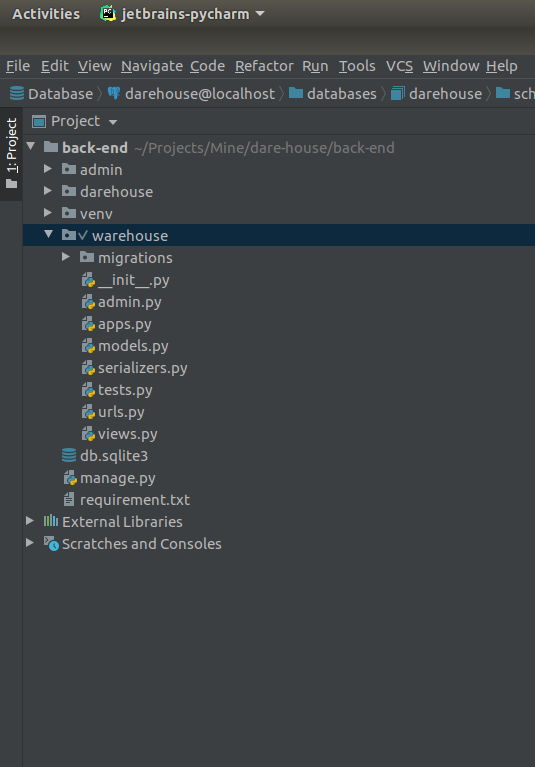 Activities jetbrains-pycharm
File Edit View Navigate Code Refactor Run Tools VCS Window Help
Database darehouse@localhost databases darehouse sch
1: Project
Project
back-end ~/Projects/Mine/dare-house/back-end
admin
darehouse
venv
warehouse
migrations
__init__.py
admin.py
apps.py
models.py
serializers.py
tests.py
urls.py
views.py
db.sqlite3
manage.py
requirement.txt
External Libraries
Scratches and Consoles